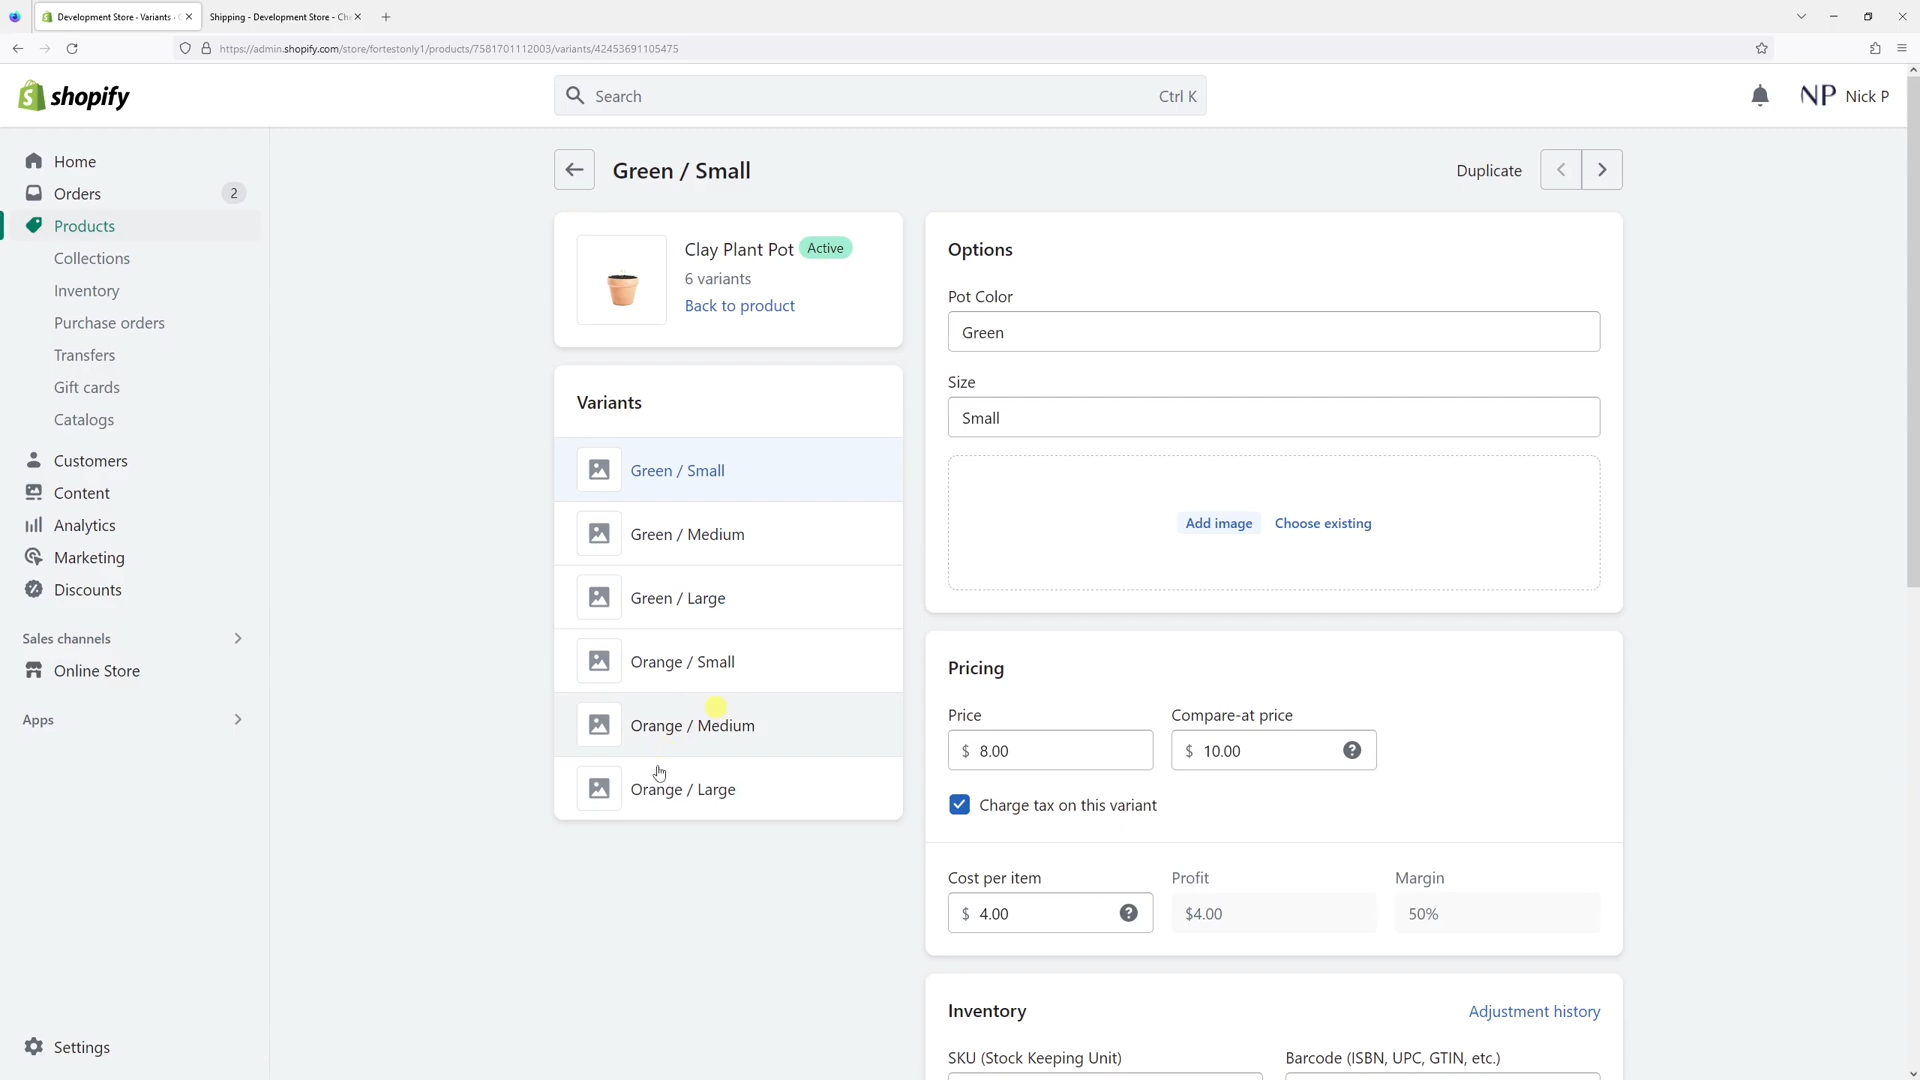 Development Store · Variants · C
Shipping - Development Store - Che
https://admin.shopify.com/store/fortestonly1/products/7581701112003/variants/42453691105475
shopify
Search
Ctrl K
NP
Nick P
Home
Orders
2
Products
Collections
Inventory
Purchase orders
Transfers
Gift cards
Catalogs
Customers
Content
Analytics
Marketing
Discounts
Sales channels
Online Store
Apps
Settings
Green / Small
Duplicate
Clay Plant Pot
Active
6 variants
Back to product
Variants
Green / Small
Green / Medium
Green / Large
Orange / Small
Orange / Medium
Orange / Large
Options
Pot Color
Green
Size
Small
Add image
Choose existing
Pricing
Price
Compare-at price
$ 8.00
$ 10.00
Charge tax on this variant
Cost per item
Profit
Margin
$ 4.00
$4.00
50%
Inventory
Adjustment history
SKU (Stock Keeping Unit)
Barcode (ISBN, UPC, GTIN, etc.)